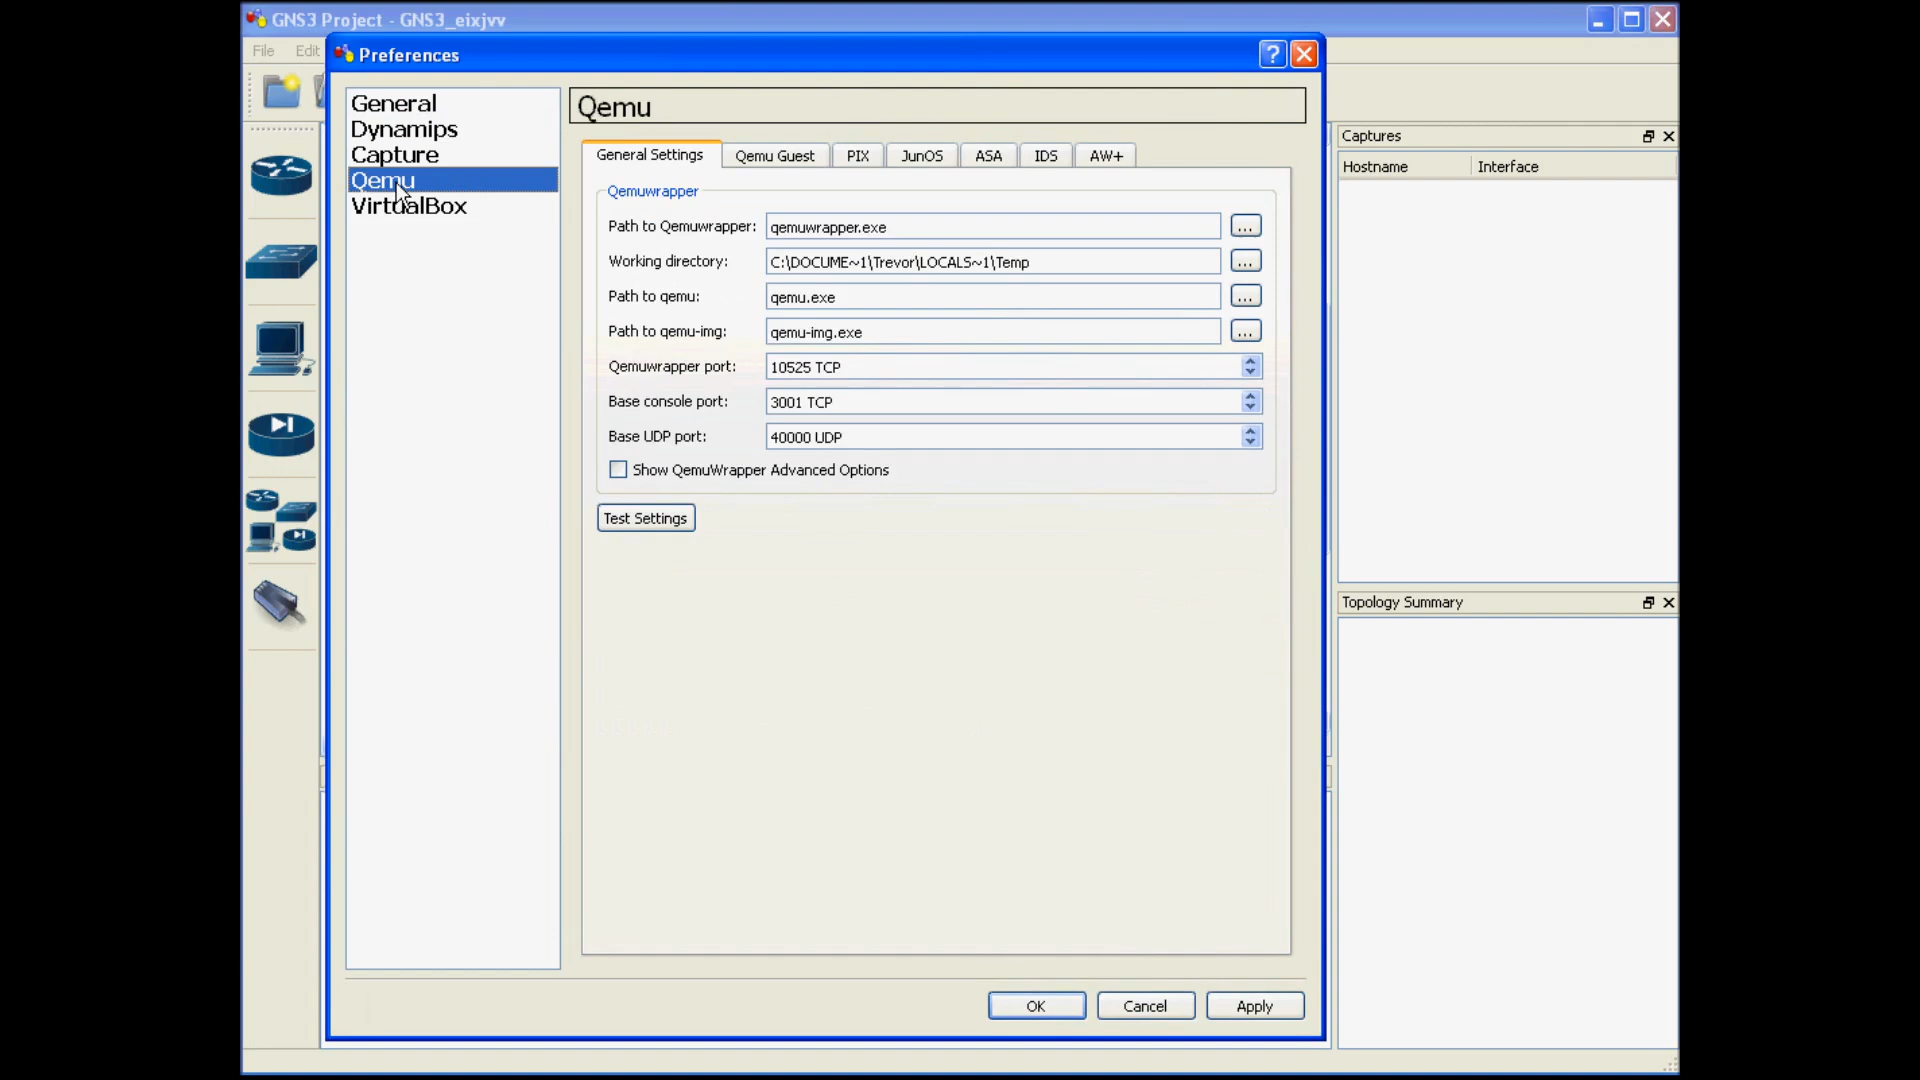 GNS3 Project - GNS3_eixjvv
File Edit
Preferences
General
Dynamips
Capture
Qemu
VirtualBox
Qemu
General Settings Qemu Guest PIX JunOS ASA IDS AW+
Qemuwrapper
Path to Qemuwrapper: qemuwrapper.exe ...
Working directory: C:\DOCUME~1\Trevor\LOCALS~1\Temp ...
Path to qemu: qemu.exe ...
Path to qemu-img: qemu-img.exe ...
Qemuwrapper port: 10525 TCP
Base console port: 3001 TCP
Base UDP port: 40000 UDP
Show QemuWrapper Advanced Options
Test Settings
OK Cancel Apply
Captures
Hostname Interface
Topology Summary